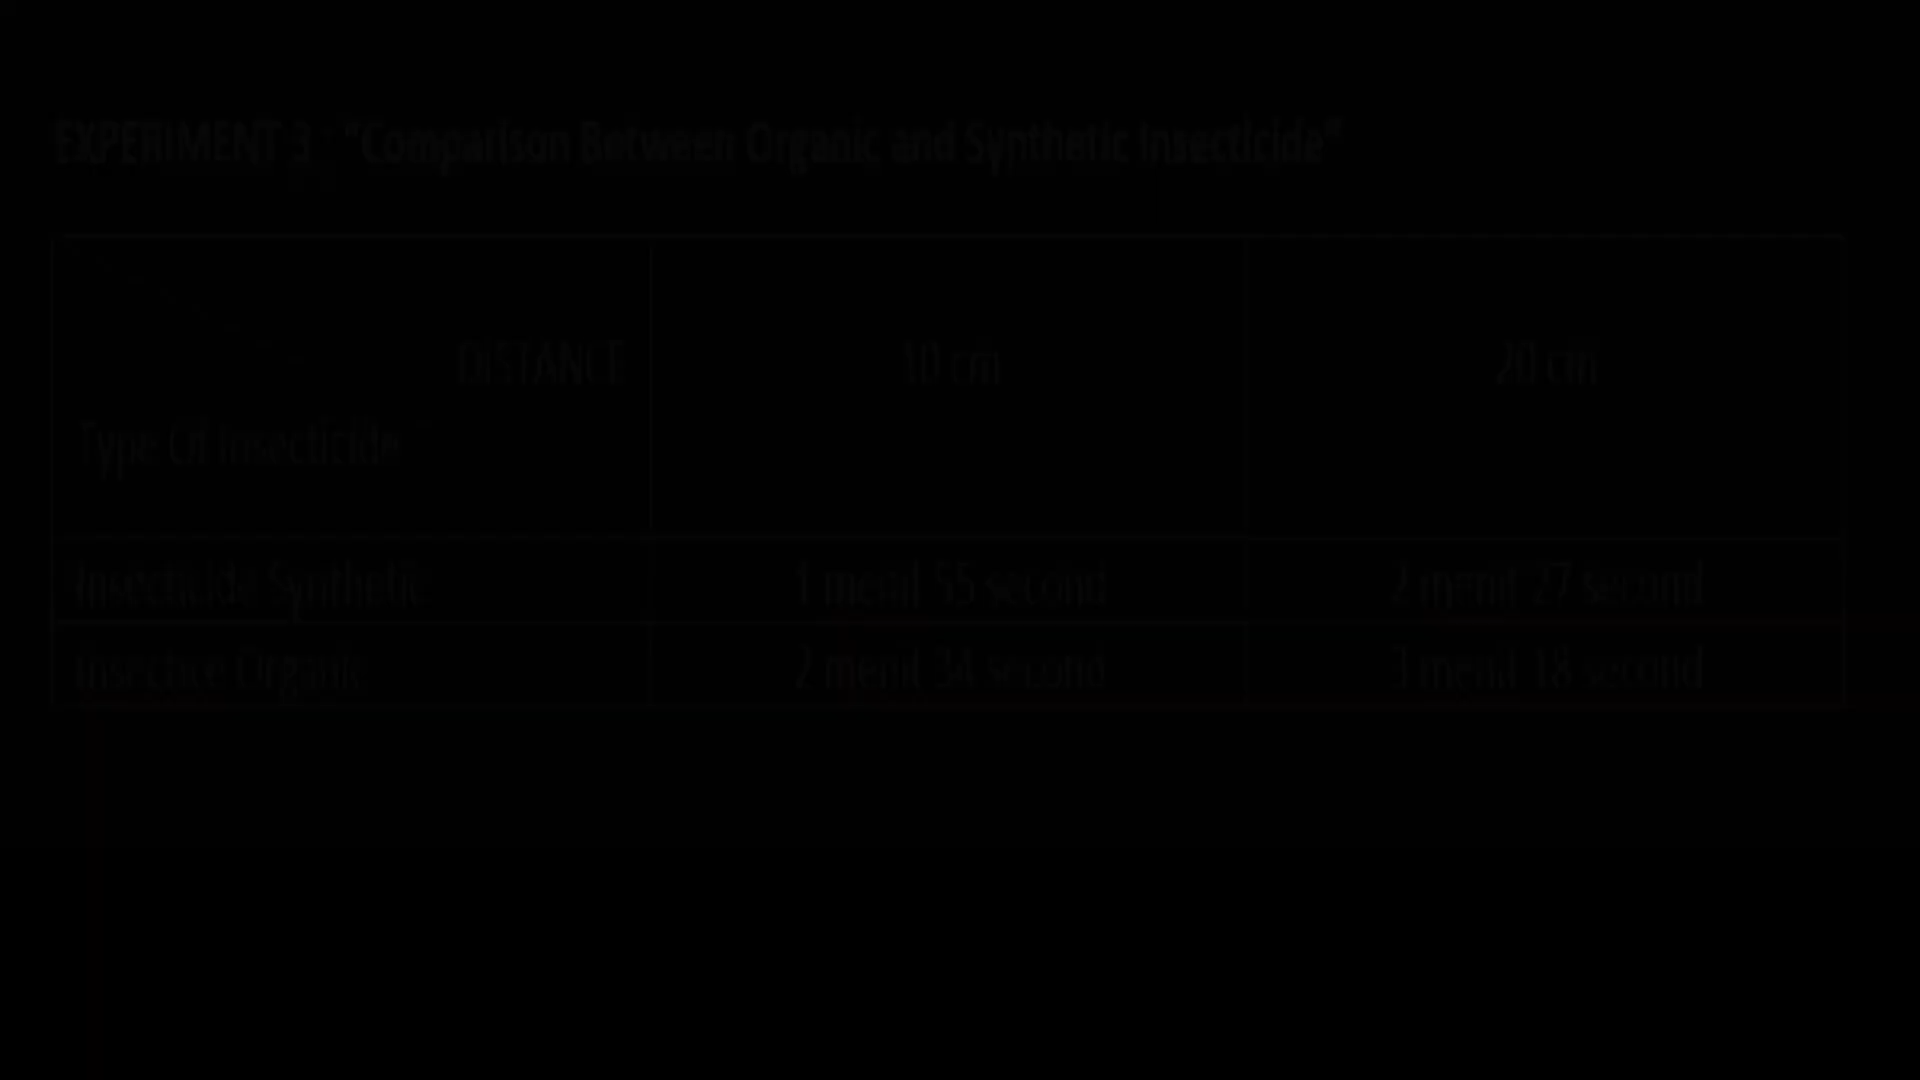 EXPERIMENT 3 : "Comparison Between Organic and Synthetic Insecticide"
DISTANCE
Type Of Insecticide
10 cm
20 cm
Insecticide Synthetic
1 menit 55 second
2 menit 27 second
Insectice Organic
2 menit 34 second
3 menit 18 second